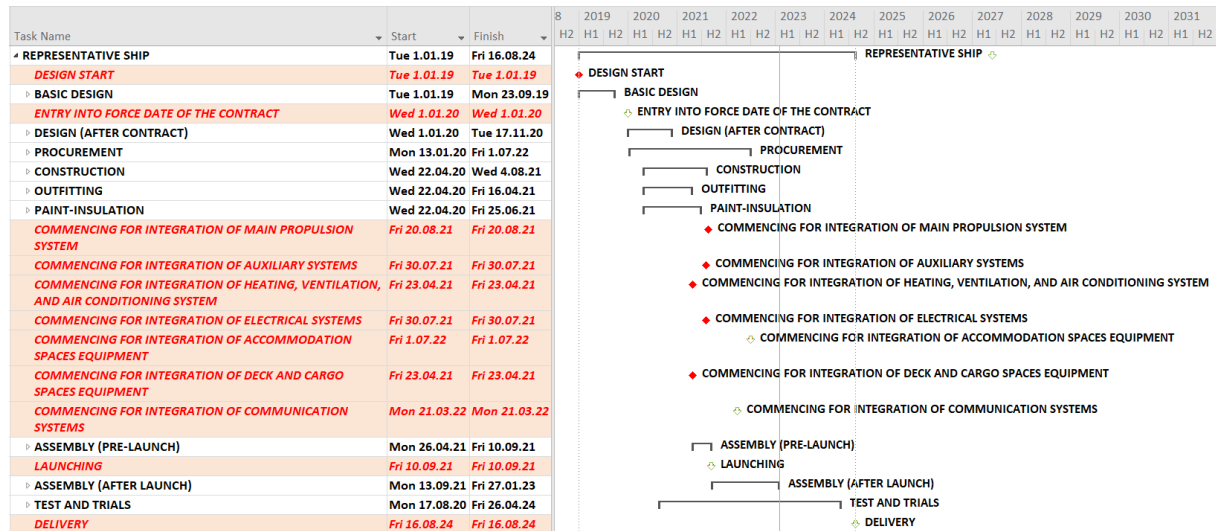 8 2019 2020 2021 2022 2023 2024 2025 2026 2027 2028 2029 2030 2031
Task Name Start Finish H2 H1 H2 H1 H2 H1 H2 H1 H2 H1 H2 H1 H2 H1 H2 H1 H2 H1 H2 H1 H2 H1 H2 H1 H2 H1 H2
REPRESENTATIVE SHIP Tue 1.01.19 Fri 16.08.24 REPRESENTATIVE SHIP
DESIGN START Tue 1.01.19 Tue 1.01.19 DESIGN START
BASIC DESIGN Tue 1.01.19 Mon 23.09.19 BASIC DESIGN
ENTRY INTO FORCE DATE OF THE CONTRACT Wed 1.01.20 Wed 1.01.20 ENTRY INTO FORCE DATE OF THE CONTRACT
DESIGN (AFTER CONTRACT) Wed 1.01.20 Tue 17.11.20 DESIGN (AFTER CONTRACT)
PROCUREMENT Mon 13.01.20 Fri 1.07.22 PROCUREMENT
CONSTRUCTION Wed 22.04.20 Wed 4.08.21 CONSTRUCTION
OUTFITTING Wed 22.04.20 Fri 16.04.21 OUTFITTING
PAINT-INSULATION Wed 22.04.20 Fri 25.06.21 PAINT-INSULATION
COMMENCING FOR INTEGRATION OF MAIN PROPULSION Fri 20.08.21 Fri 20.08.21 COMMENCING FOR INTEGRATION OF MAIN PROPULSION SYSTEM
SYSTEM
COMMENCING FOR INTEGRATION OF AUXILIARY SYSTEMS Fri 30.07.21 Fri 30.07.21 COMMENCING FOR INTEGRATION OF AUXILIARY SYSTEMS
COMMENCING FOR INTEGRATION OF HEATING, VENTILATION, Fri 23.04.21 Fri 23.04.21 COMMENCING FOR INTEGRATION OF HEATING, VENTILATION, AND AIR CONDITIONING SYSTEM
AND AIR CONDITIONING SYSTEM
COMMENCING FOR INTEGRATION OF ELECTRICAL SYSTEMS Fri 30.07.21 Fri 30.07.21 COMMENCING FOR INTEGRATION OF ELECTRICAL SYSTEMS
COMMENCING FOR INTEGRATION OF ACCOMMODATION Fri 1.07.22 Fri 1.07.22 COMMENCING FOR INTEGRATION OF ACCOMMODATION SPACES EQUIPMENT
SPACES EQUIPMENT
COMMENCING FOR INTEGRATION OF DECK AND CARGO Fri 23.04.21 Fri 23.04.21 COMMENCING FOR INTEGRATION OF DECK AND CARGO SPACES EQUIPMENT
SPACES EQUIPMENT
COMMENCING FOR INTEGRATION OF COMMUNICATION Mon 21.03.22 Mon 21.03.22 COMMENCING FOR INTEGRATION OF COMMUNICATION SYSTEMS
SYSTEMS
ASSEMBLY (PRE-LAUNCH) Mon 26.04.21 Fri 10.09.21 ASSEMBLY (PRE-LAUNCH)
LAUNCHING Fri 10.09.21 Fri 10.09.21 LAUNCHING
ASSEMBLY (AFTER LAUNCH) Mon 13.09.21 Fri 27.01.23 ASSEMBLY (AFTER LAUNCH)
TEST AND TRIALS Mon 17.08.20 Fri 26.04.24 TEST AND TRIALS
DELIVERY Fri 16.08.24 Fri 16.08.24 DELIVERY